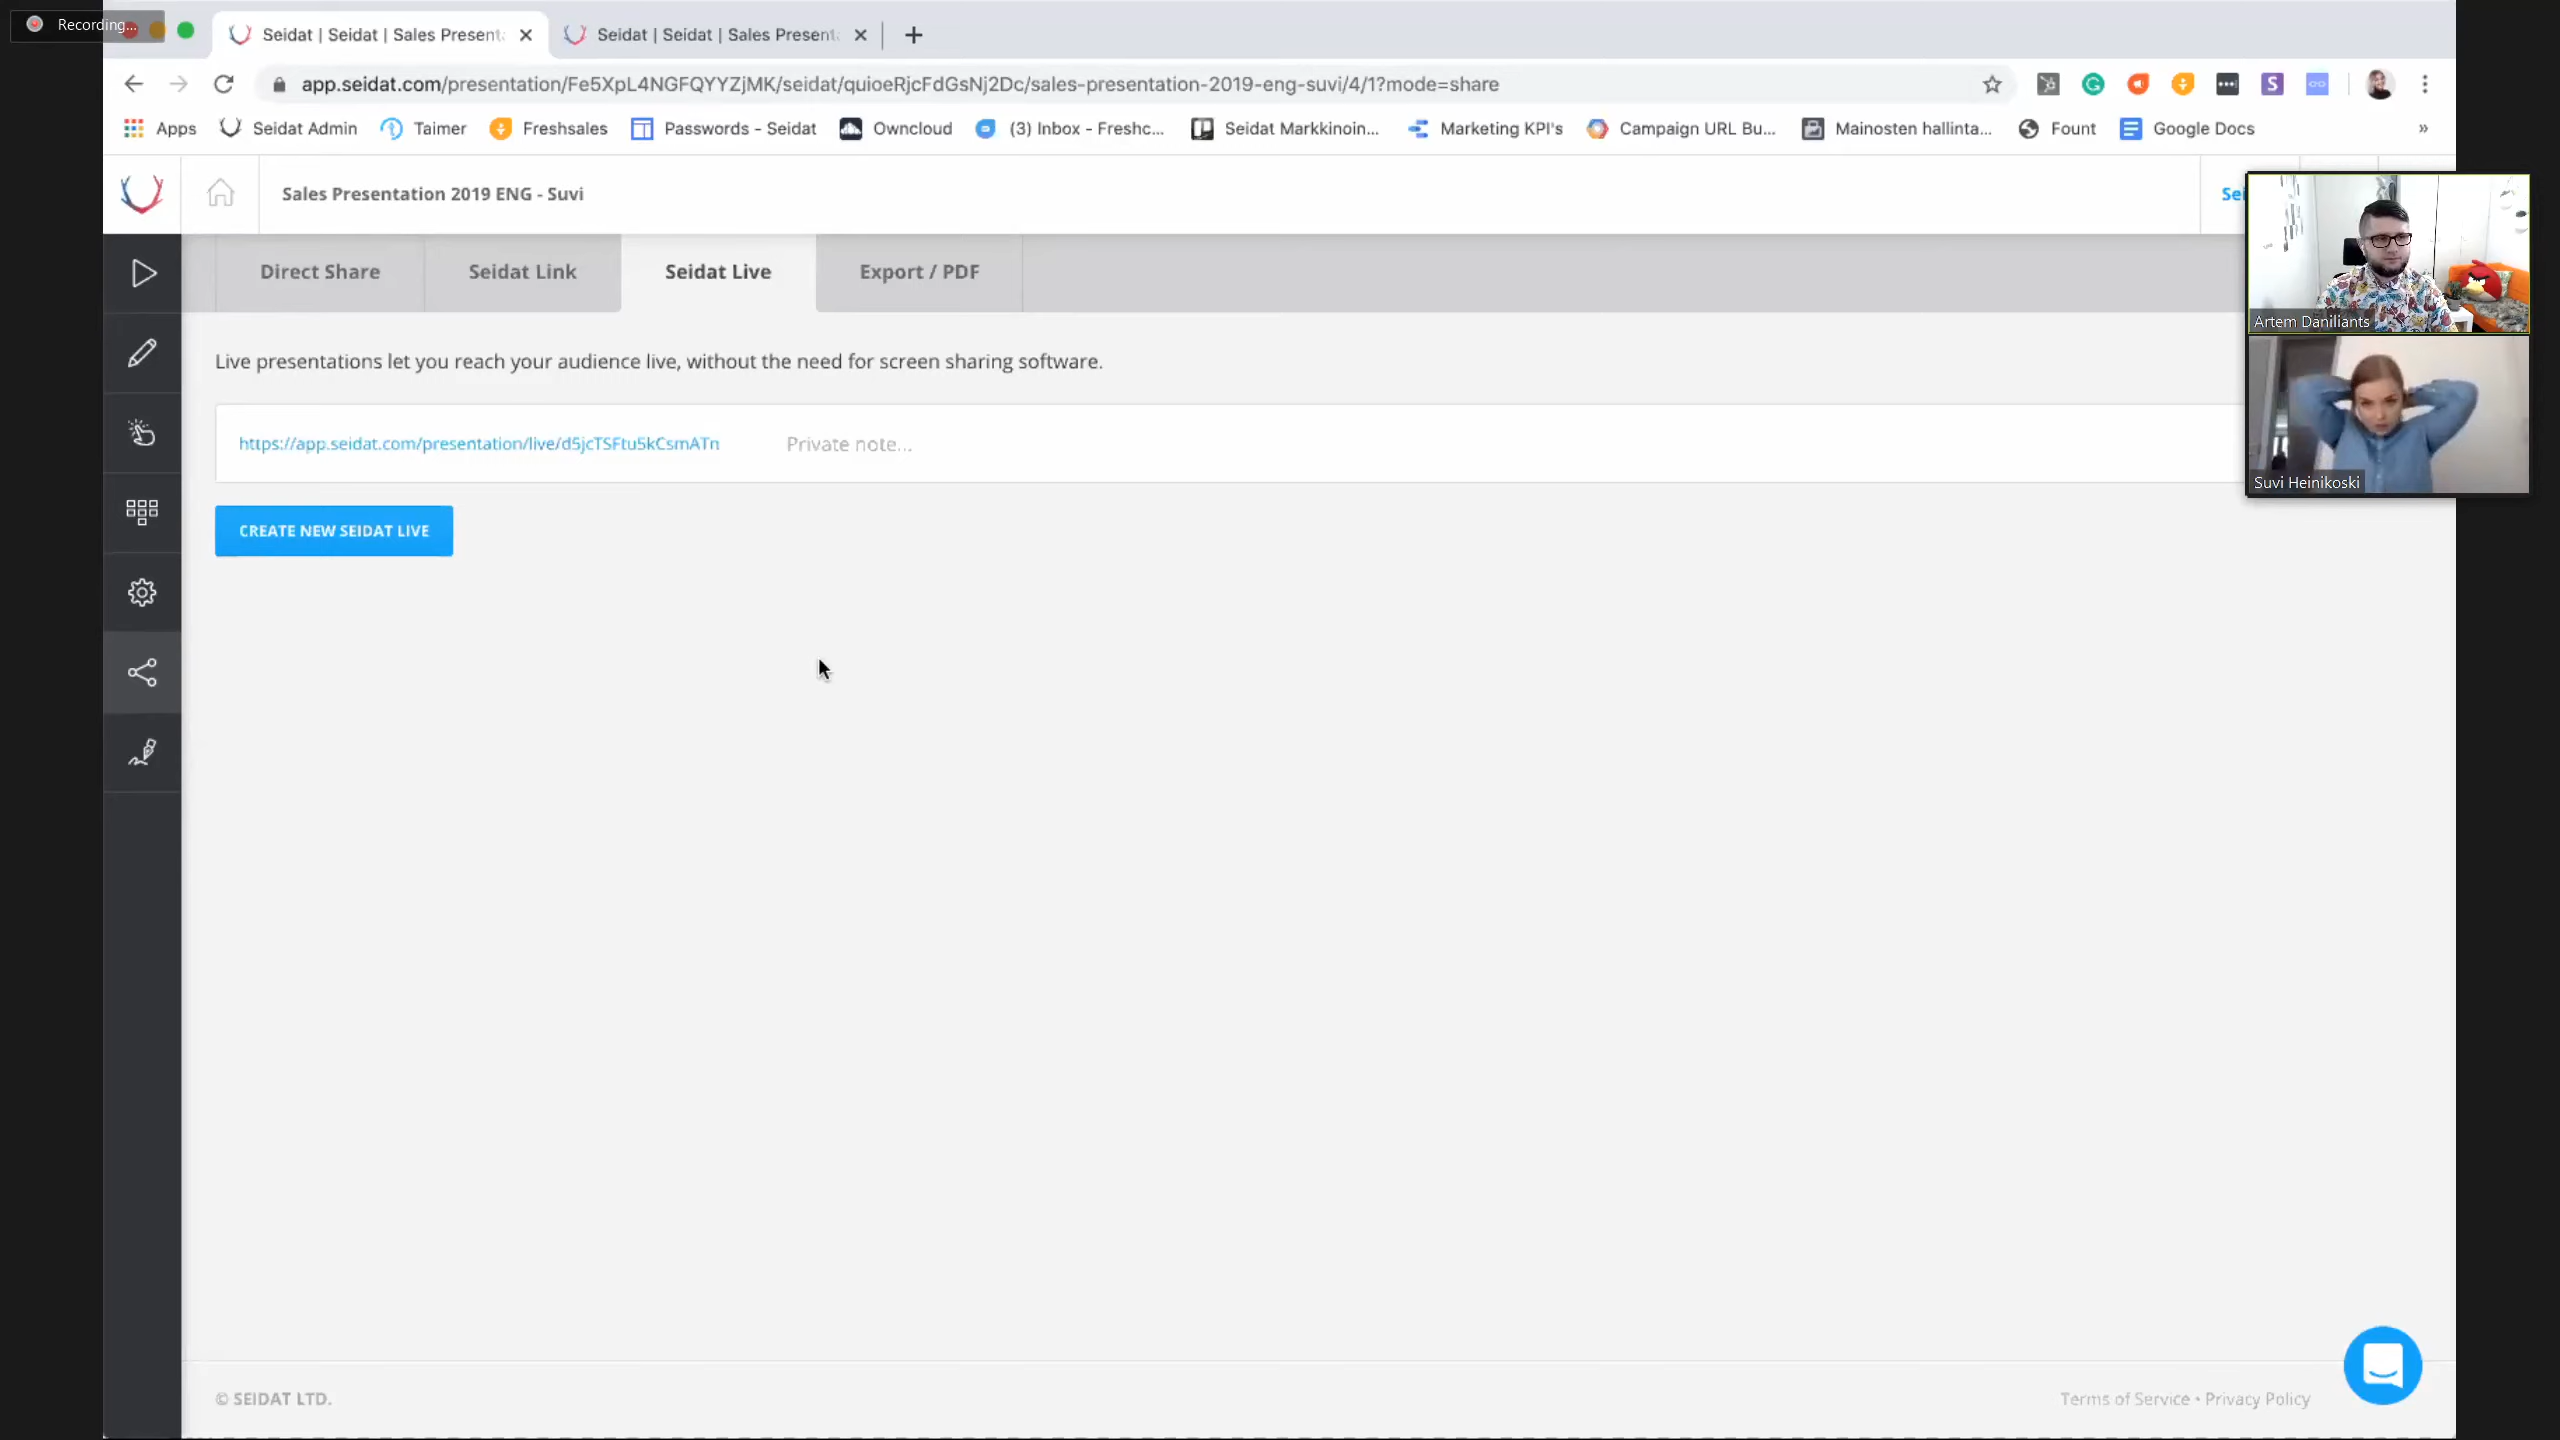 Recording...
Seidat | Seidat | Sales Present
Seidat | Seidat | Sales Present
app.seidat.com/presentation/Fe5XpL4NGFQYYZjMK/seidat/quioeRjcFdGsNj2Dc/sales-presentation-2019-eng-suvi/4/1?mode=share
Apps
Seidat Admin
Taimer
Freshsales
Passwords - Seidat
Owncloud
(3) Inbox - Freshc...
Seidat Markkinoin...
Marketing KPI's
Campaign URL Bu...
Mainosten hallinta...
Fount
Google Docs
»
Sales Presentation 2019 ENG - Suvi
Sei
Direct Share
Seidat Link
Seidat Live
Export / PDF
Artem Daniliants
Live presentations let you reach your audience live, without the need for screen sharing software.
https://app.seidat.com/presentation/live/d5jcTSFtu5kCsmATn
Private note...
Suvi Heinikoski
CREATE NEW SEIDAT LIVE
© SEIDAT LTD.
Terms of Service • Privacy Policy